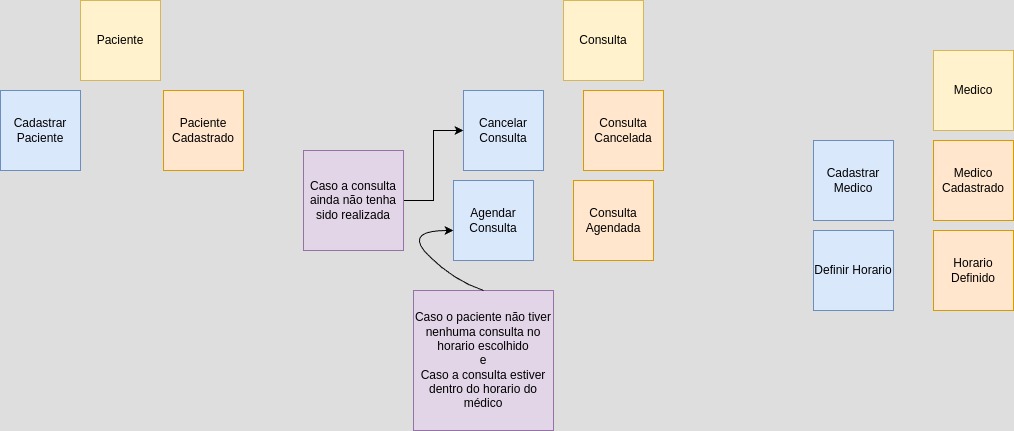 Paciente
Cadastrar
Paciente
Paciente
Cadastrado
Consulta
Cancelar
Consulta
Consulta
Cancelada
Caso a consulta
ainda não tenha
sido realizada
Agendar
Consulta
Consulta
Agendada
Caso o paciente não tiver
nenhuma consulta no
horario escolhido
e
Caso a consulta estiver
dentro do horario do
médico
Medico
Cadastrar
Medico
Medico
Cadastrado
Definir Horario
Horario
Definido